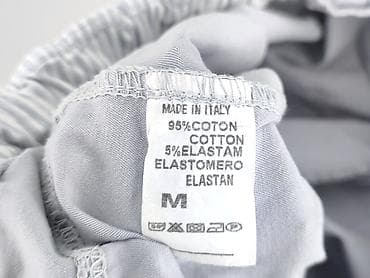 MADE IN ITALY
95%COTON
COTTON
5%ELASTAM
ELASTOMERO
ELASTAN
M